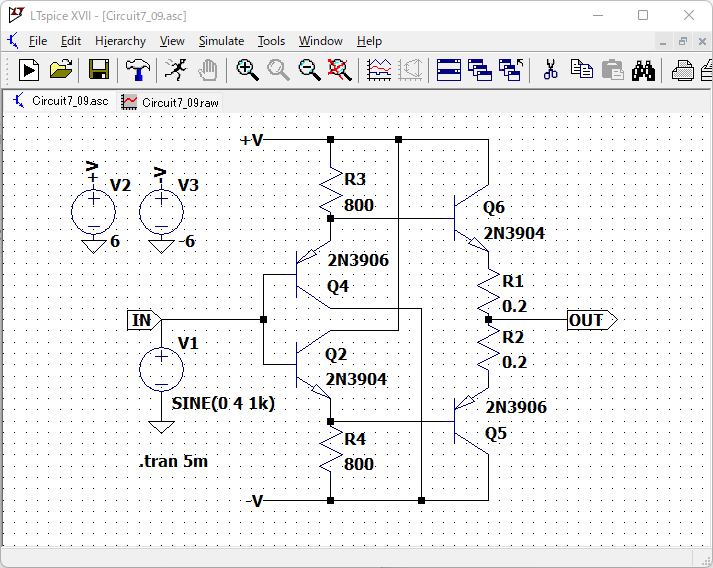 LTspice XVII - [Circuit7_09.asc]
File Edit Hierarchy View Simulate Tools Window Help
Circuit7_09.asc Circuit7_09.raw
+V
+V
-V
V2
V3
6
-6
R3
800
Q6
2N3904
2N3906
Q4
R1
0.2
IN
OUT
V1
Q2
2N3904
R2
0.2
SINE(0 4 1k)
2N3906
Q5
R4
800
.tran 5m
-V